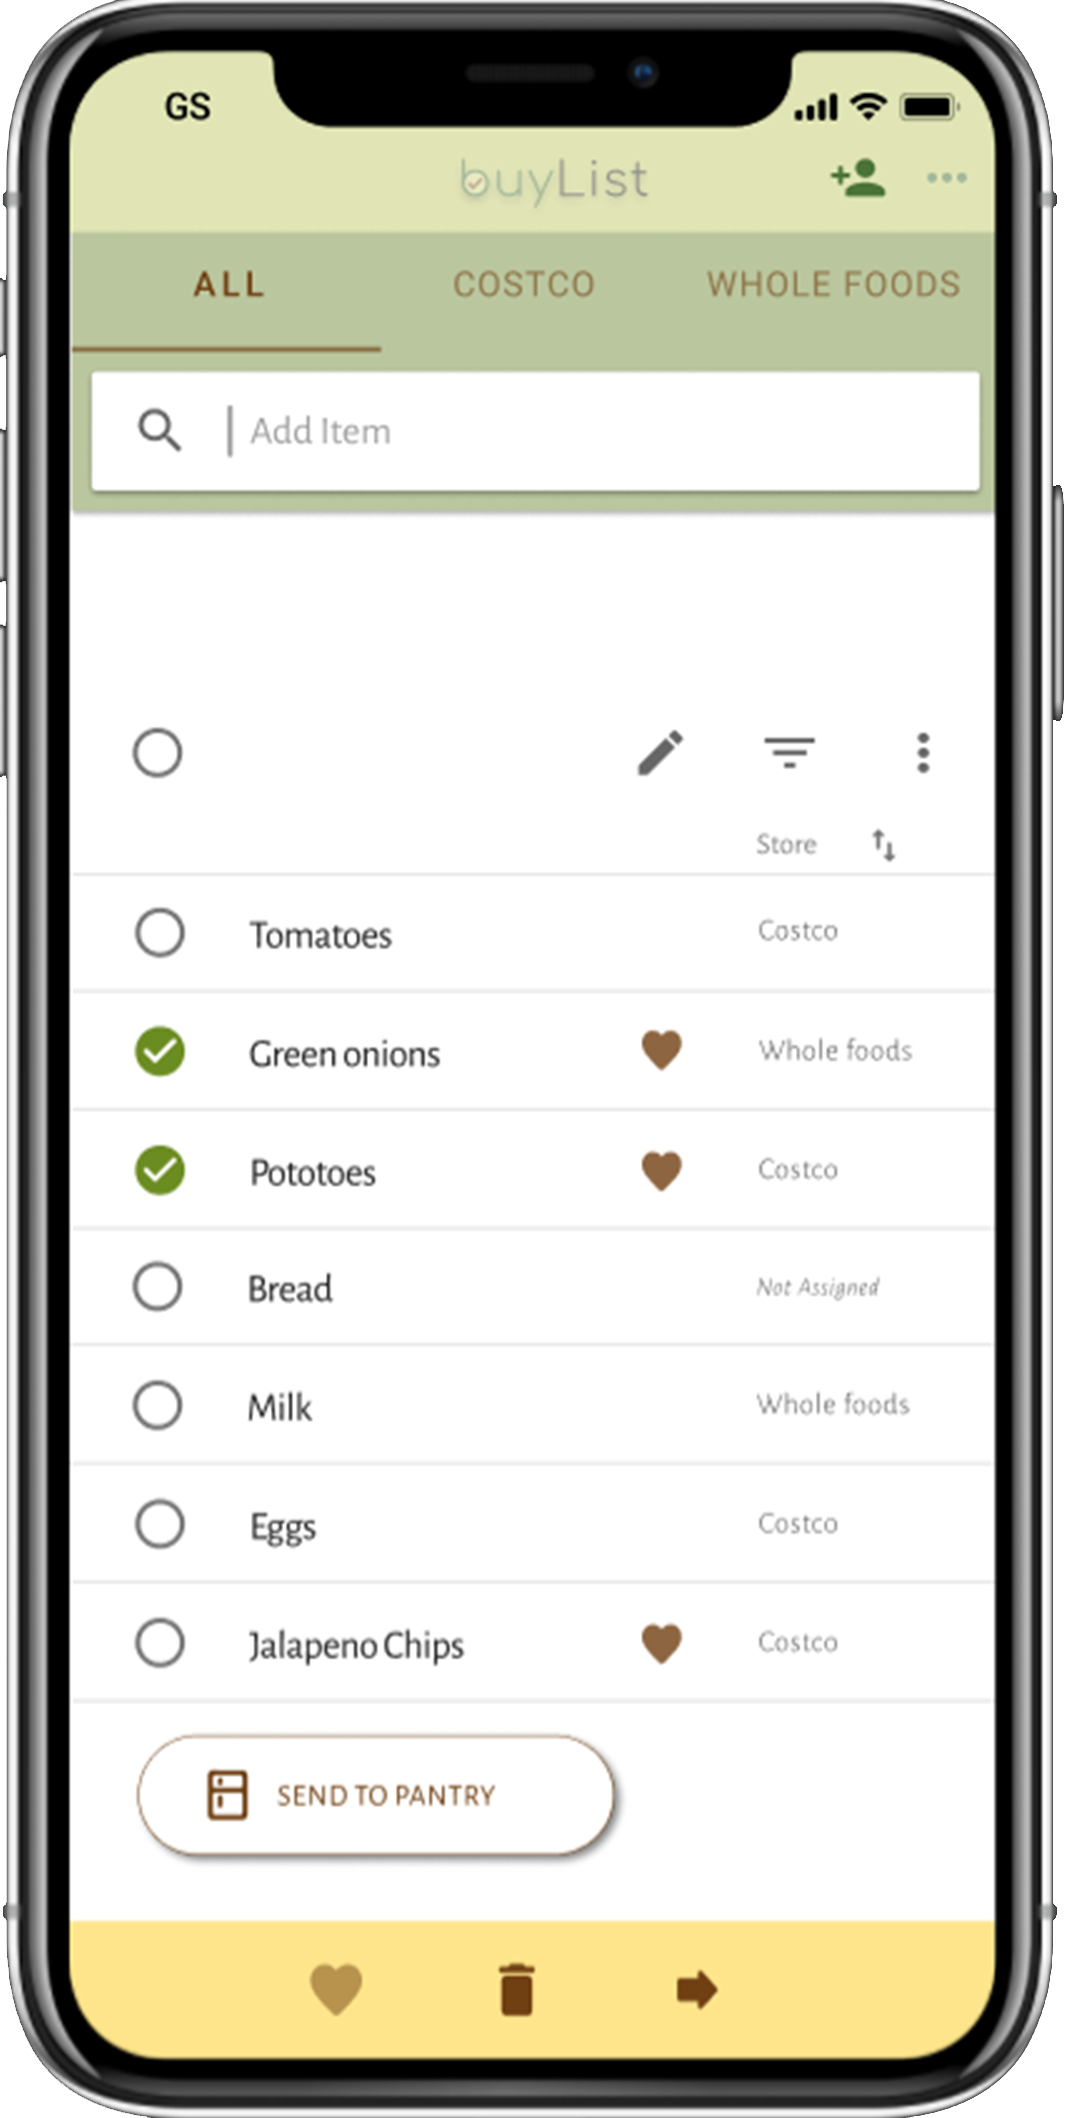 GS
buyList
ALL COSTCO WHOLE FOODS
Add Item
Store
Tomatoes Costco
Green onions Whole foods
Pototoes Costco
Bread Not Assigned
Milk Whole foods
Eggs Costco
Jalapeno Chips Costco
SEND TO PANTRY